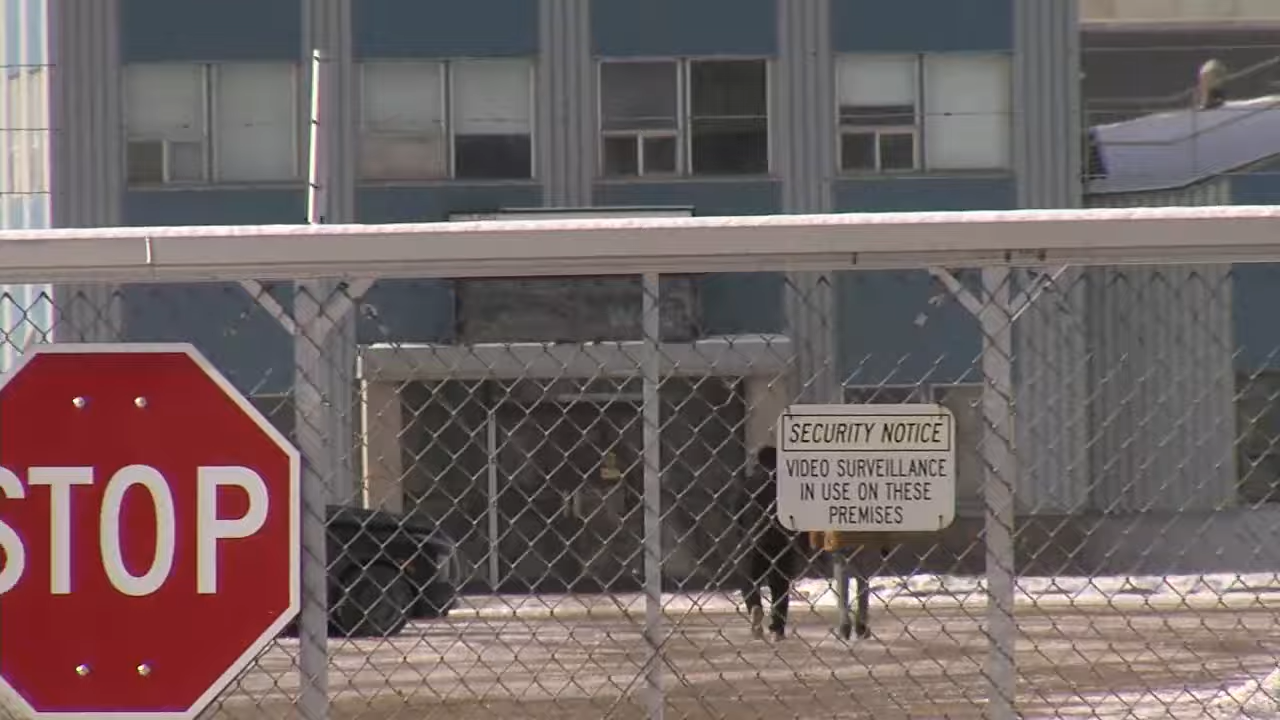 STOP
SECURITY NOTICE
VIDEO SURVEILLANCE
IN USE ON THESE
PREMISES